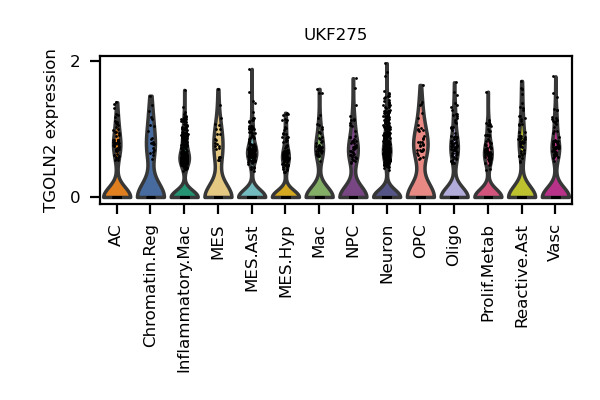 UKF275
TGOLN2 expression
2
0
AC
Chromatin.Reg
Inflammatory.Mac
MES
MES.Ast
MES.Hyp
Mac
NPC
Neuron
OPC
Oligo
Prolif.Metab
Reactive.Ast
Vasc